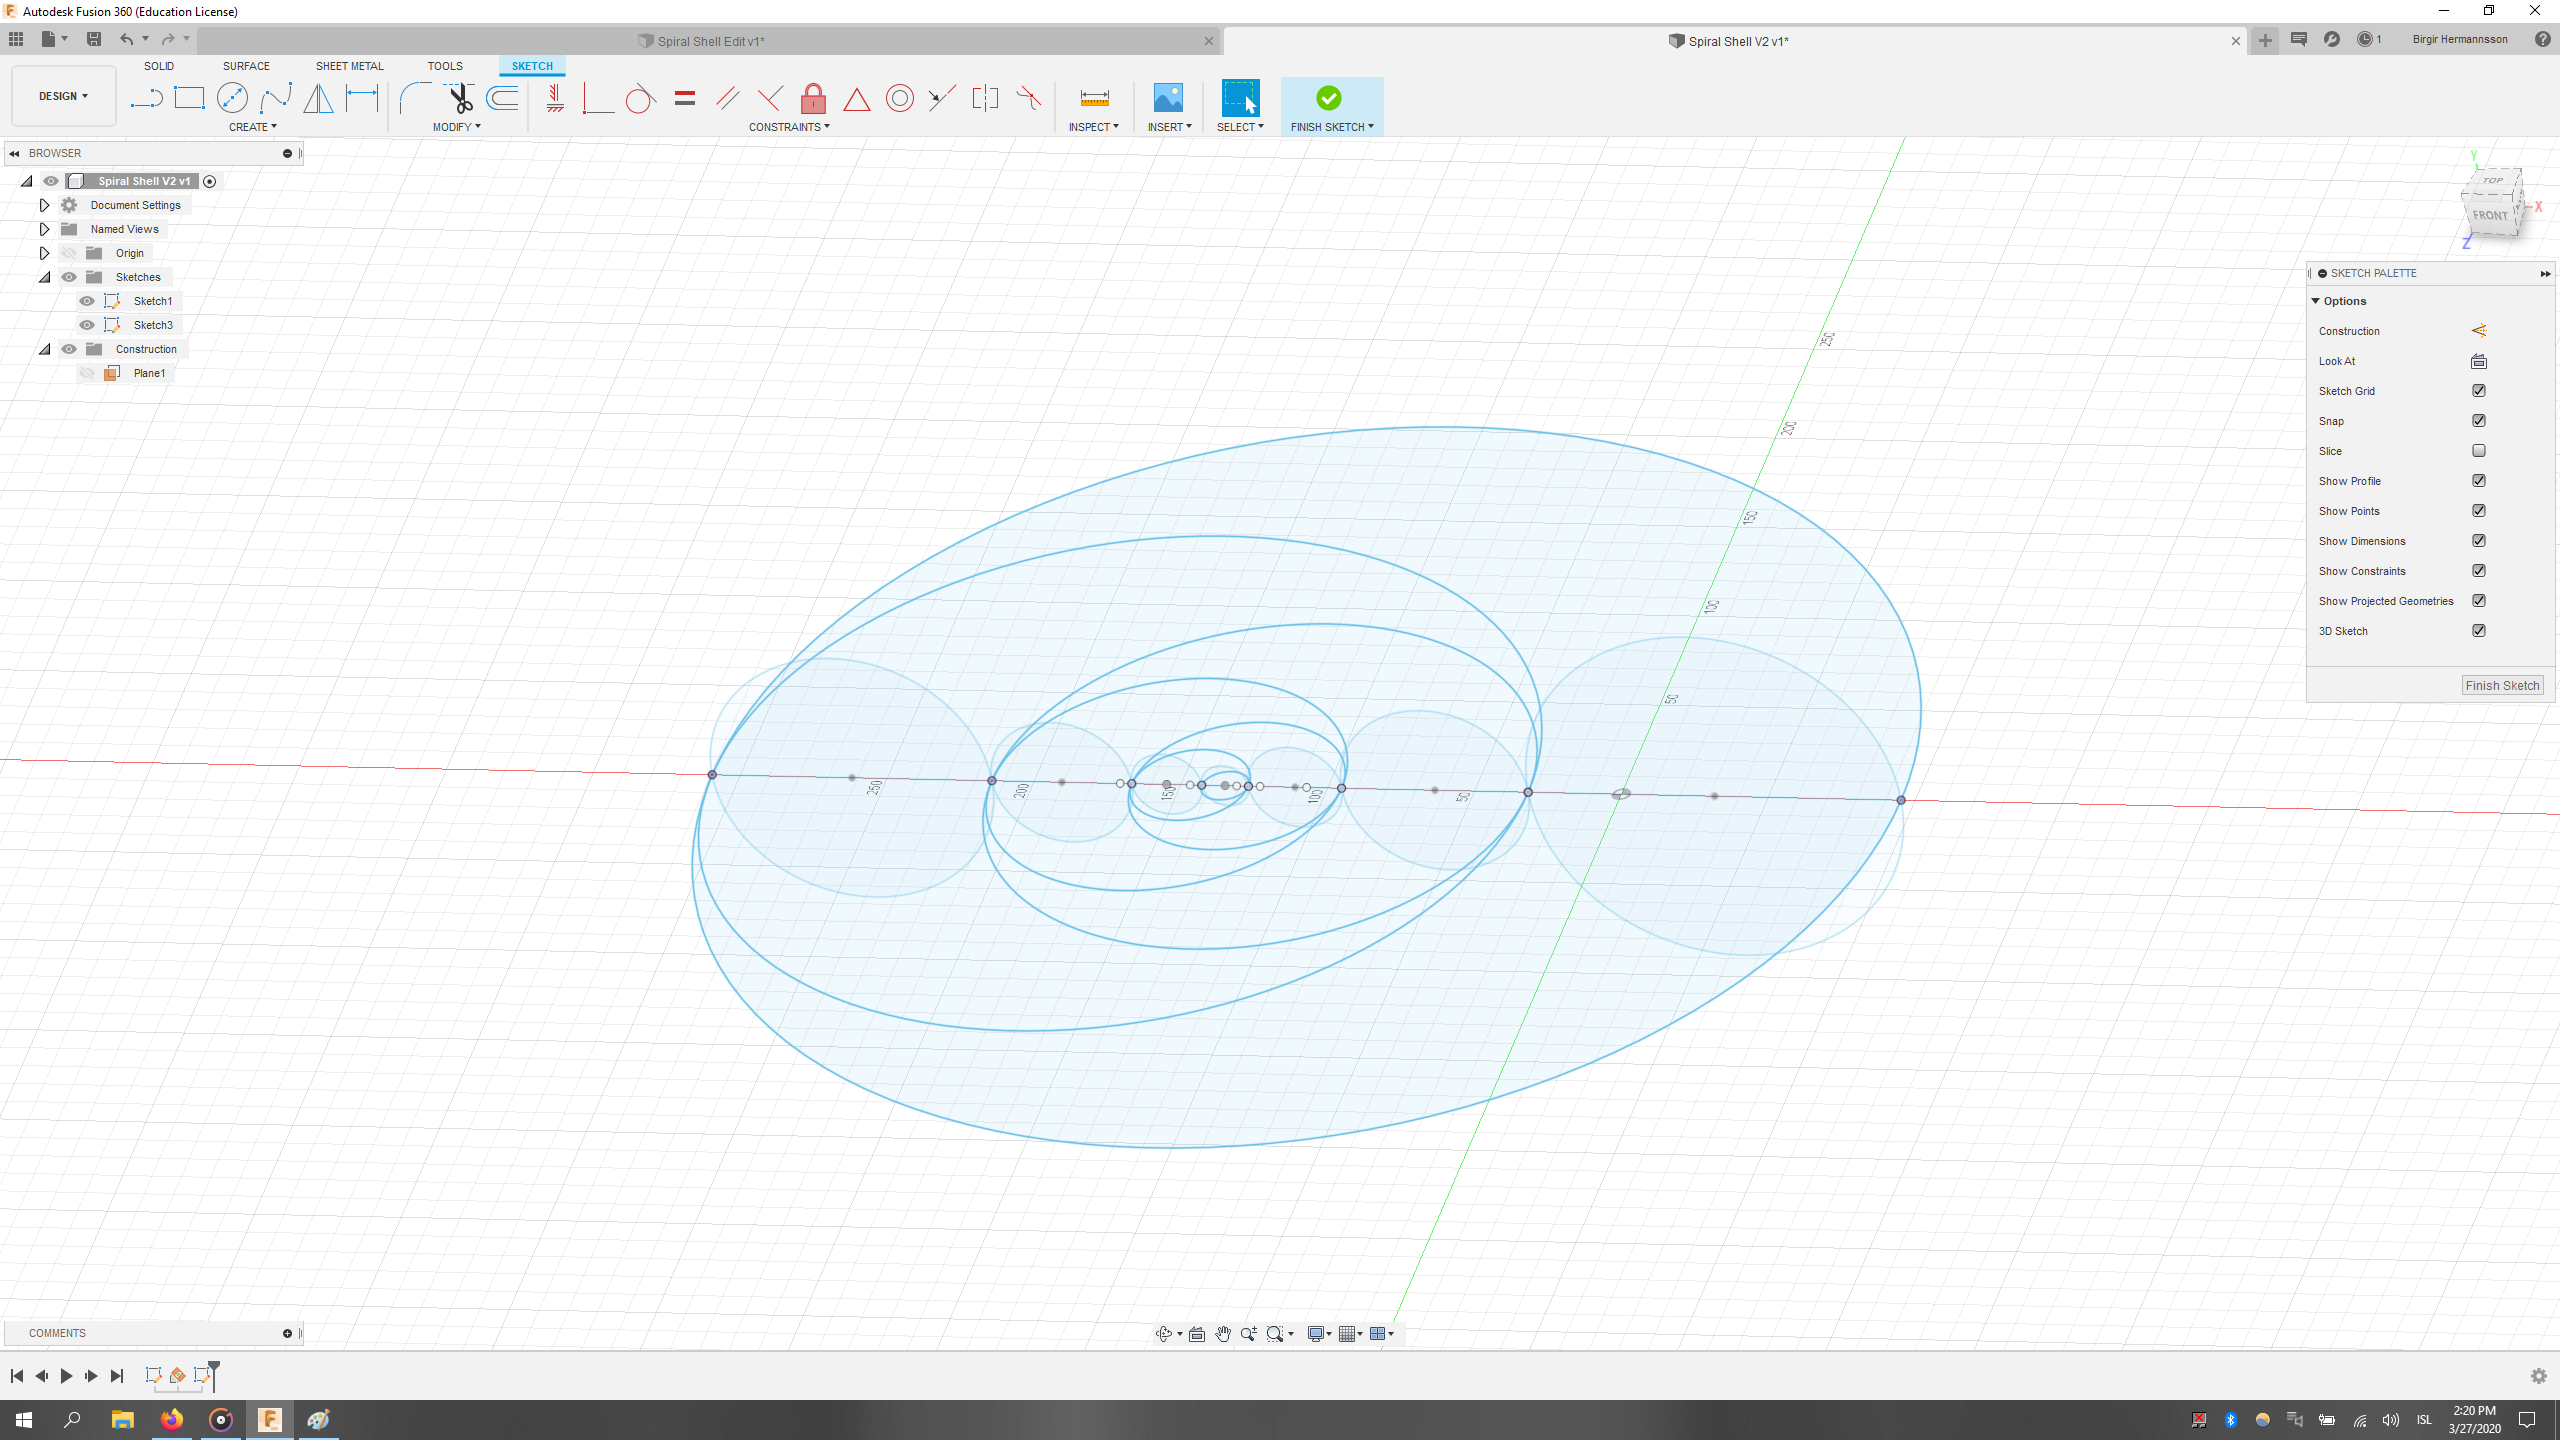 Autodesk Fusion 360 (Education License)
Spiral Shell Edit v1*
Spiral Shell V2 v1*
1
Birgir Hermannsson
SOLID
SURFACE
SHEET METAL
TOOLS
SKETCH
DESIGN
CREATE
MODIFY
CONSTRAINTS
INSPECT
INSERT
SELECT
FINISH SKETCH
BROWSER
Spiral Shell V2 v1
Document Settings
Named Views
Origin
Sketches
Sketch1
Sketch3
Construction
Plane1
Y
TOP
FRONT
X
Z
SKETCH PALETTE
Options
Construction
Look At
Sketch Grid
Snap
Slice
Show Profile
Show Points
Show Dimensions
Show Constraints
Show Projected Geometries
3D Sketch
Finish Sketch
250
200
150
100
50
250
200
150
100
50
COMMENTS
ISL
2:20 PM
3/27/2020